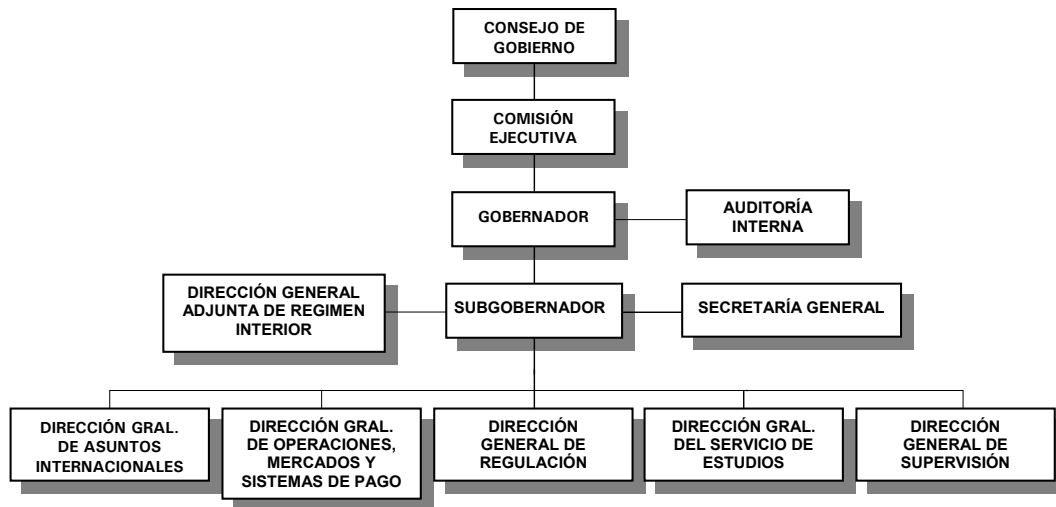 CONSEJO DE
GOBIERNO
COMISIÓN
EJECUTIVA
GOBERNADOR
AUDITORÍA
INTERNA
DIRECCIÓN GENERAL
ADJUNTA DE REGIMEN
INTERIOR
SUBGOBERNADOR
SECRETARÍA GENERAL
DIRECCIÓN GRAL.
DE ASUNTOS
INTERNACIONALES
DIRECCIÓN GRAL.
DE OPERACIONES,
MERCADOS Y
SISTEMAS DE PAGO
DIRECCIÓN
GENERAL DE
REGULACIÓN
DIRECCIÓN GRAL.
DEL SERVICIO DE
ESTUDIOS
DIRECCIÓN
GENERAL DE
SUPERVISIÓN